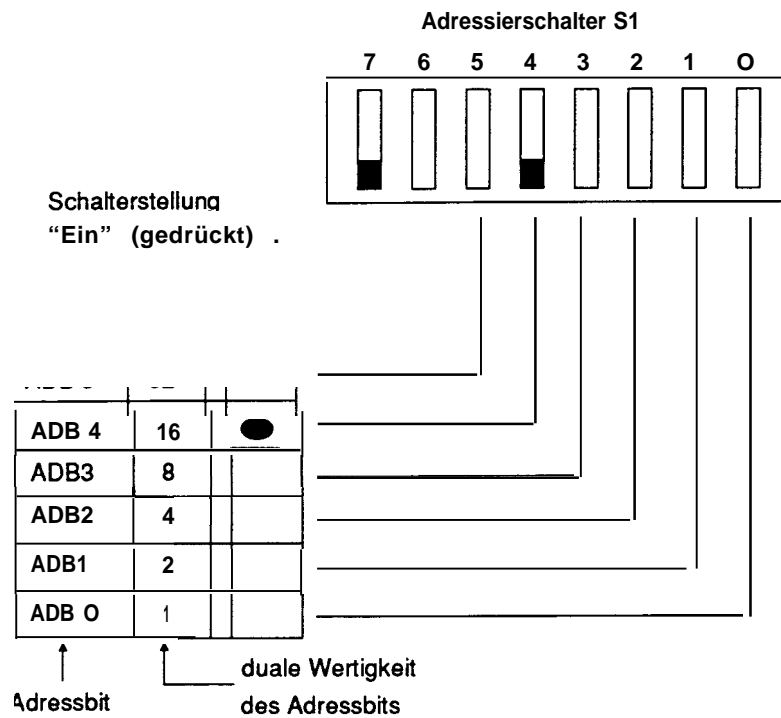 Adressierschalter S1
7 6 5 4 3 2 1 O
Schalterstellung
“Ein” (gedrückt) .
ADB 4 16
ADB3 8
ADB2 4
ADB1 2
ADB O 1
duale Wertigkeit
Adressbit des Adressbits